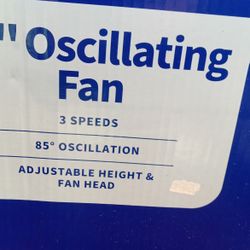 " Oscillating
Fan
3 SPEEDS
85° OSCILLATION
ADJUSTABLE HEIGHT &
FAN HEAD